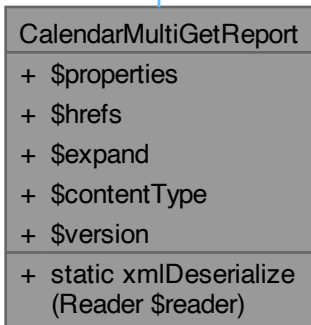 CalendarMultiGetReport
+ $properties
+ $hrefs
+ $expand
+ $contentType
+ $version
+ static xmlDeserialize
(Reader $reader)